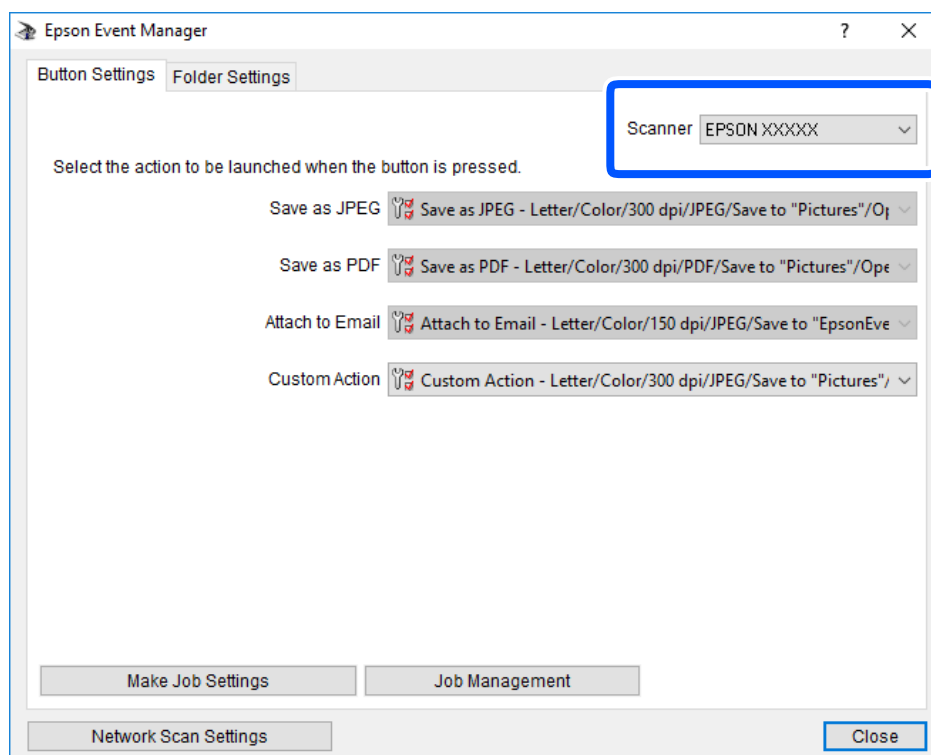 Epson Event Manager
?
Button Settings Folder Settings
Scanner EPSON XXXXX
Select the action to be launched when the button is pressed.
Save as JPEG Save as JPEG - Letter/Color/300 dpi/JPEG/Save to "Pictures"/Op
Save as PDF Save as PDF - Letter/Color/300 dpi/PDF/Save to "Pictures"/Ope
Attach to Email Attach to Email - Letter/Color/150 dpi/JPEG/Save to "EpsonEve
Custom Action Custom Action - Letter/Color/300 dpi/JPEG/Save to "Pictures"/
Make Job Settings Job Management
Network Scan Settings Close